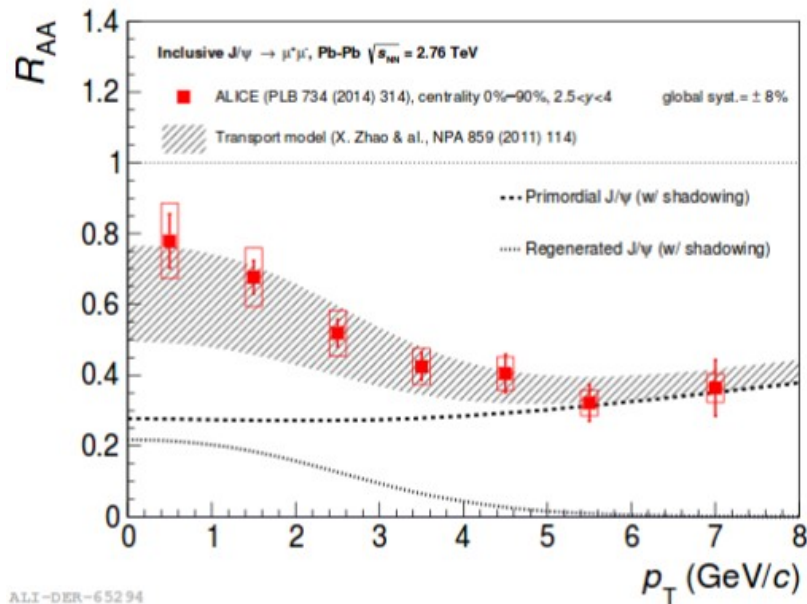 1.4
R_AA
Inclusive J/ψ → μ⁺μ⁻, Pb-Pb √s_NN = 2.76 TeV
1.2
ALICE (PLB 734 (2014) 314), centrality 0%−90%, 2.5<y<4 global syst.= ± 8%
Transport model (X. Zhao & al., NPA 859 (2011) 114)
1
Primordial J/ψ (w/ shadowing)
0.8
Regenerated J/ψ (w/ shadowing)
0.6
0.4
0.2
0
0 1 2 3 4 5 6 7 8
p_T (GeV/c)
ALI-DER-65294